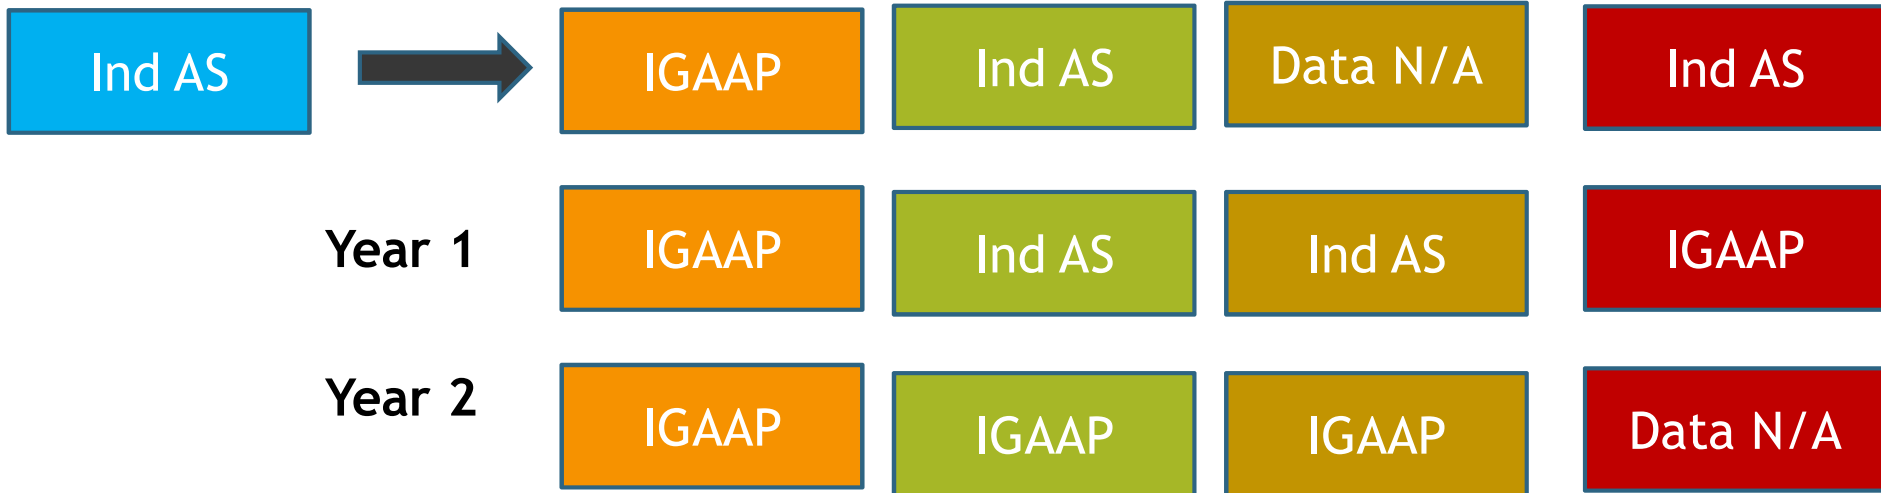 Ind AS IGAAP Ind AS Data N/A Ind AS
Year 1 IGAAP Ind AS Ind AS IGAAP
Year 2 IGAAP IGAAP IGAAP Data N/A